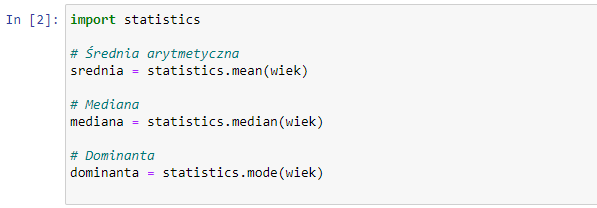 In [2]: import statistics
# Średnia arytmetyczna
srednia = statistics.mean(wiek)
# Mediana
mediana = statistics.median(wiek)
# Dominanta
dominanta = statistics.mode(wiek)